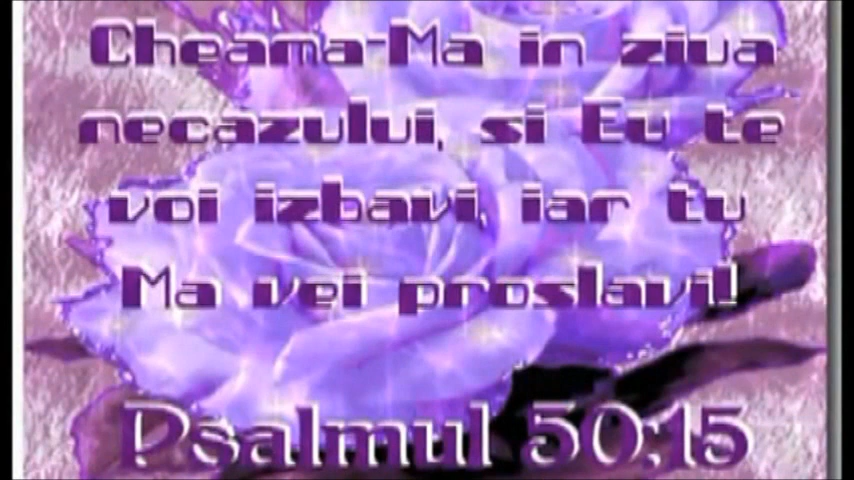 Cheama-Ma in ziua
necazului, si Eu te
voi izbavi, iar tu
Ma vei proslavi!
Psalmul 50:15